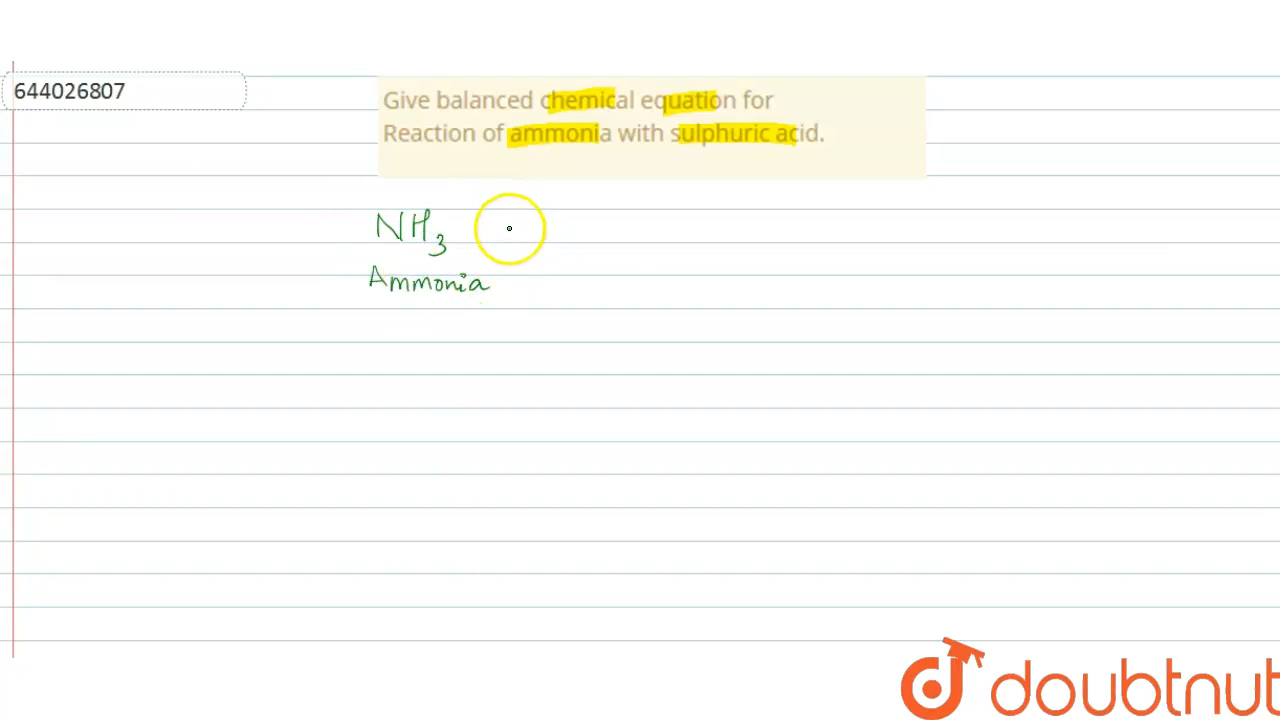 644026807
Give balanced chemical equation for
Reaction of ammonia with sulphuric acid.
NH3
Ammonia
doubtnut